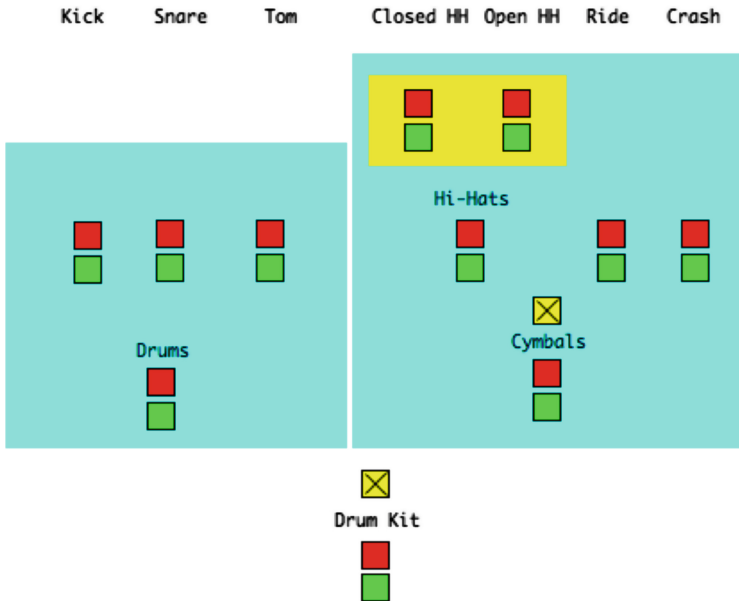 Kick Snare Tom Closed HH Open HH Ride Crash
Hi-Hats
Cymbals
Drums
Drum Kit